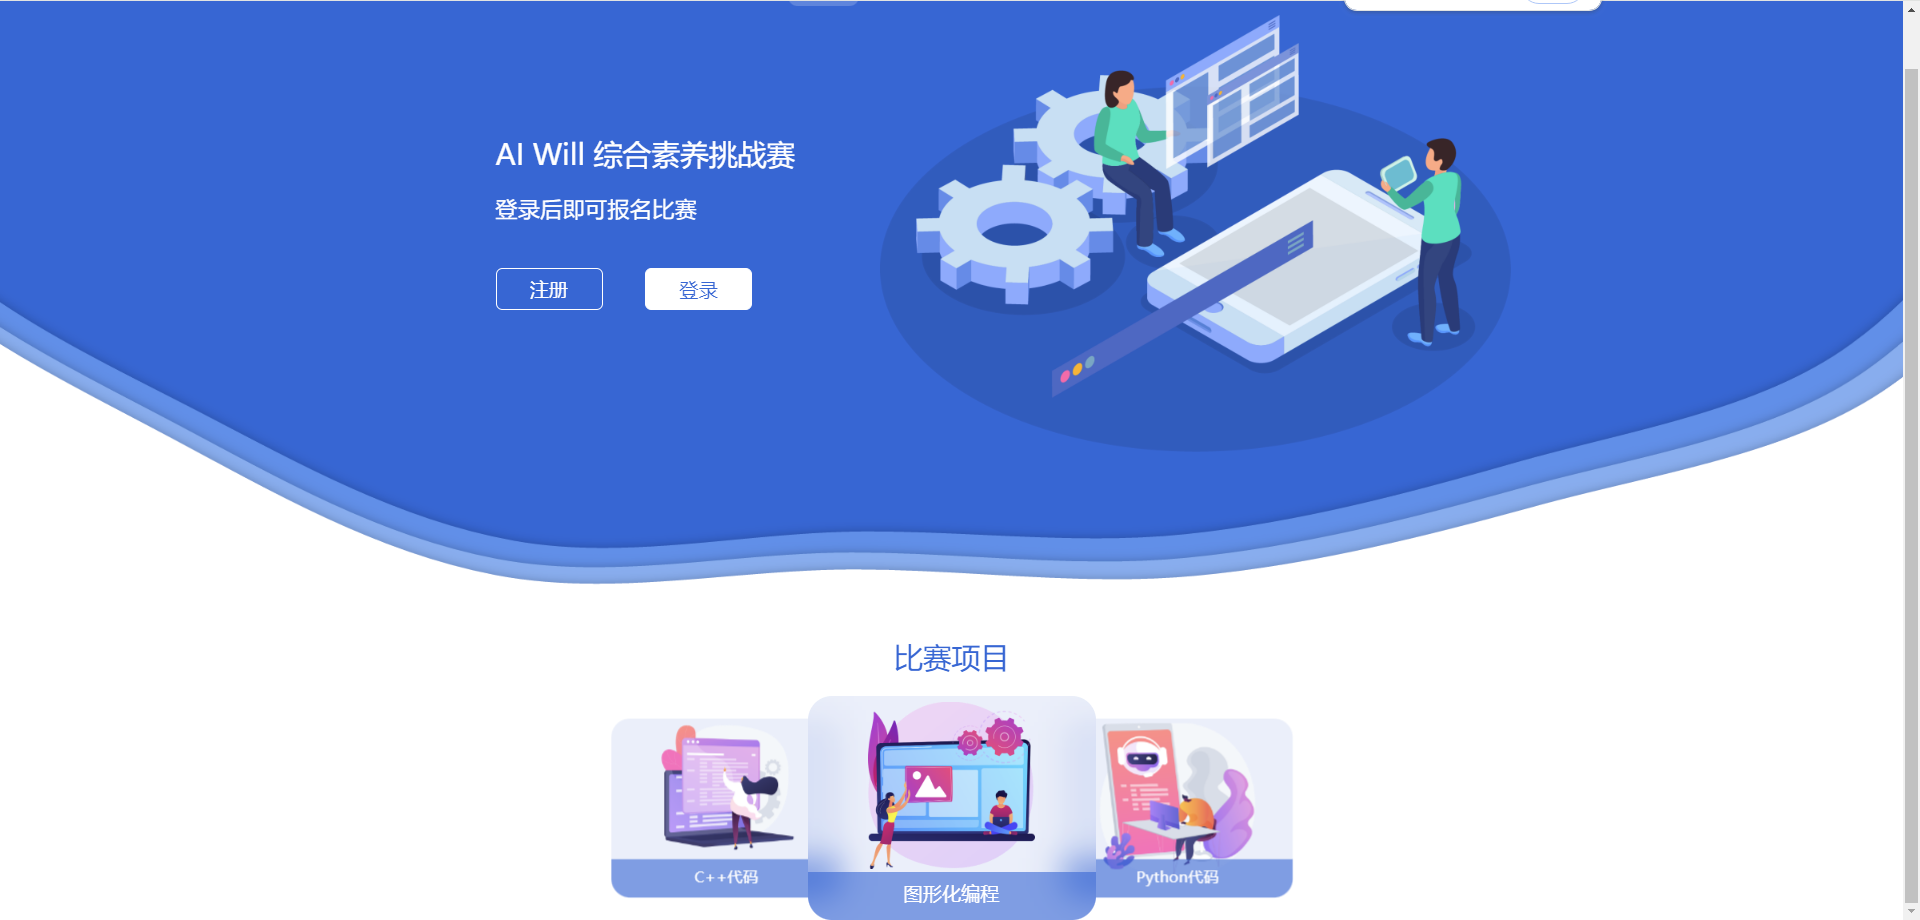 AI Will 综合素养挑战赛
登录后即可报名比赛
注册 登录
比赛项目
C++代码
图形化编程
Python代码